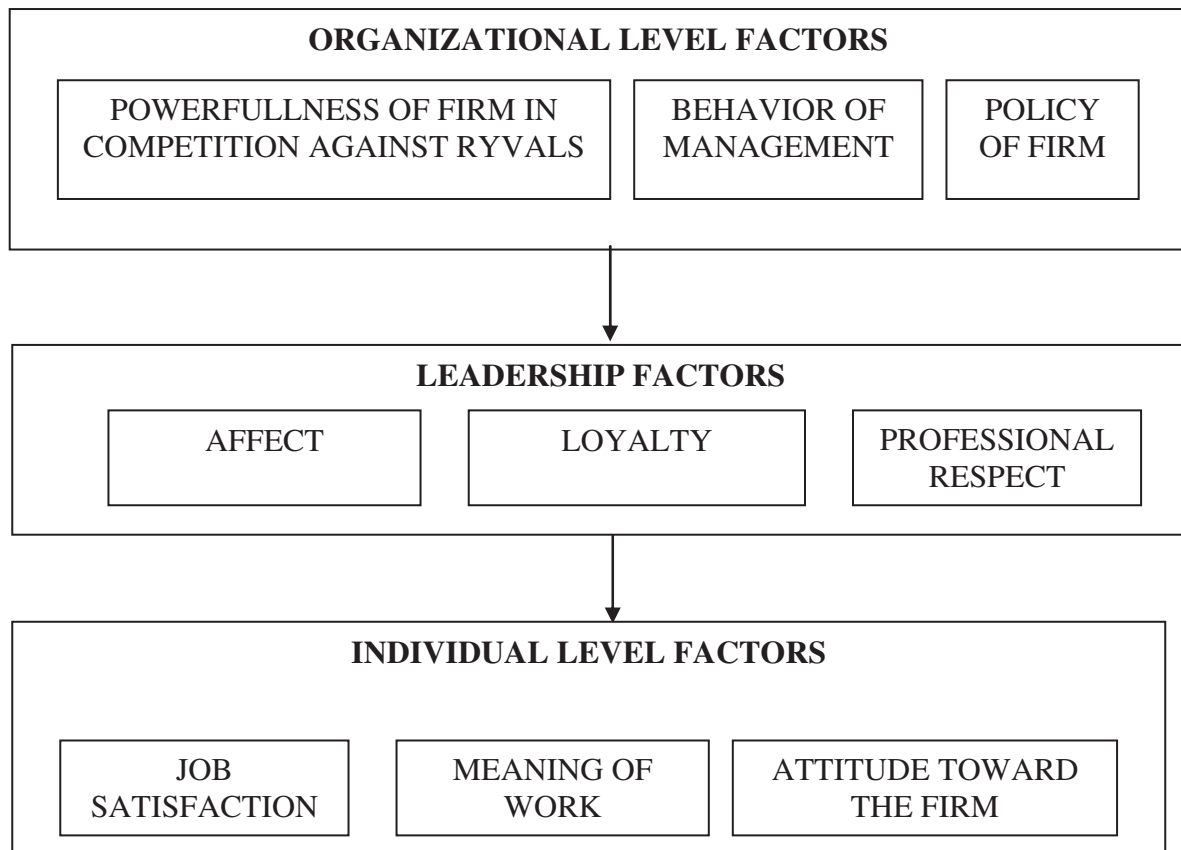 ORGANIZATIONAL LEVEL FACTORS
POWERFULLNESS OF FIRM IN
COMPETITION AGAINST RYVALS
BEHAVIOR OF
MANAGEMENT
POLICY
OF FIRM
LEADERSHIP FACTORS
AFFECT
LOYALTY
PROFESSIONAL
RESPECT
INDIVIDUAL LEVEL FACTORS
JOB
SATISFACTION
MEANING OF
WORK
ATTITUDE TOWARD
THE FIRM